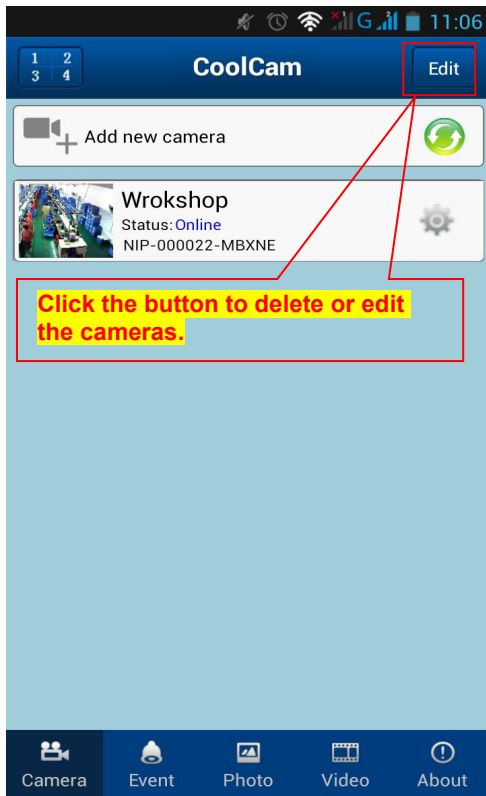 G 2 11:06
1 2
3 4
CoolCam
Edit
Add new camera
Wrokshop
Status:Online
NIP-000022-MBXNE
Click the button to delete or edit
the cameras.
Camera Event Photo Video About